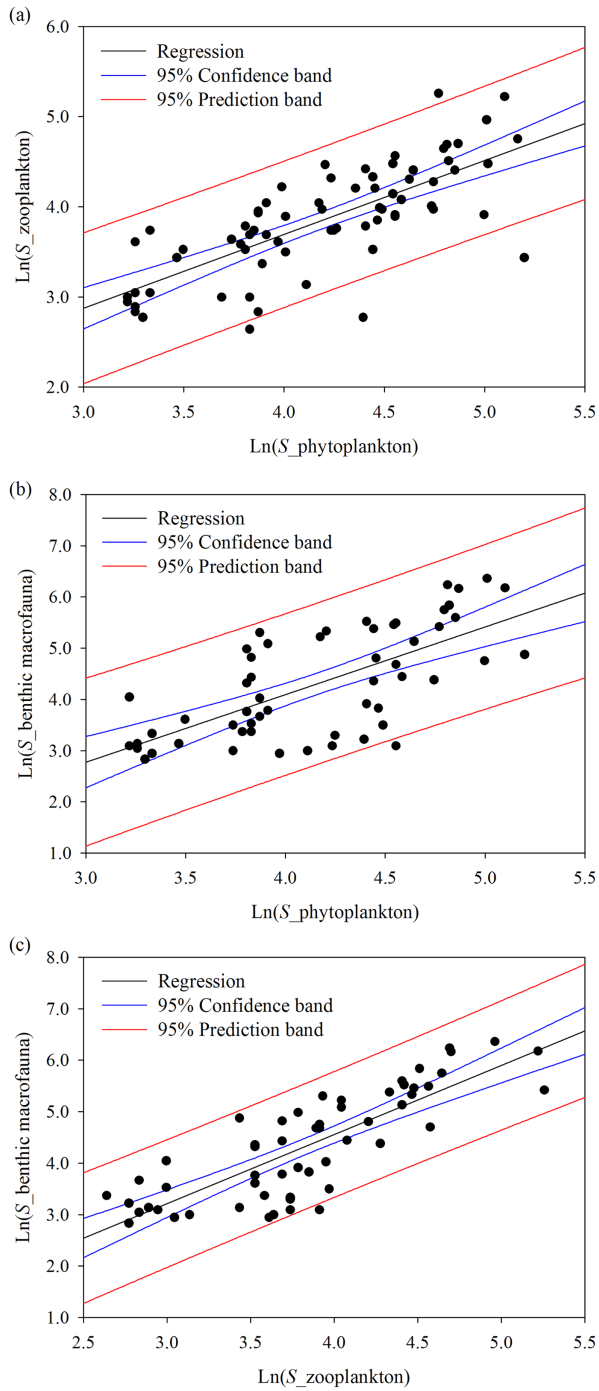 (a)
6.0
Regression
95% Confidence band
95% Prediction band
5.0
Ln(S_zooplankton)
4.0
3.0
2.0
3.0 3.5 4.0 4.5 5.0 5.5
Ln(S_phytoplankton)
(b)
8.0
Regression
95% Confidence band
95% Prediction band
7.0
6.0
Ln(S_benthic macrofauna)
5.0
4.0
3.0
2.0
1.0
3.0 3.5 4.0 4.5 5.0 5.5
Ln(S_phytoplankton)
(c)
8.0
Regression
95% Confidence band
95% Prediction band
7.0
6.0
Ln(S_benthic macrofauna)
5.0
4.0
3.0
2.0
1.0
2.5 3.0 3.5 4.0 4.5 5.0 5.5
Ln(S_zooplankton)